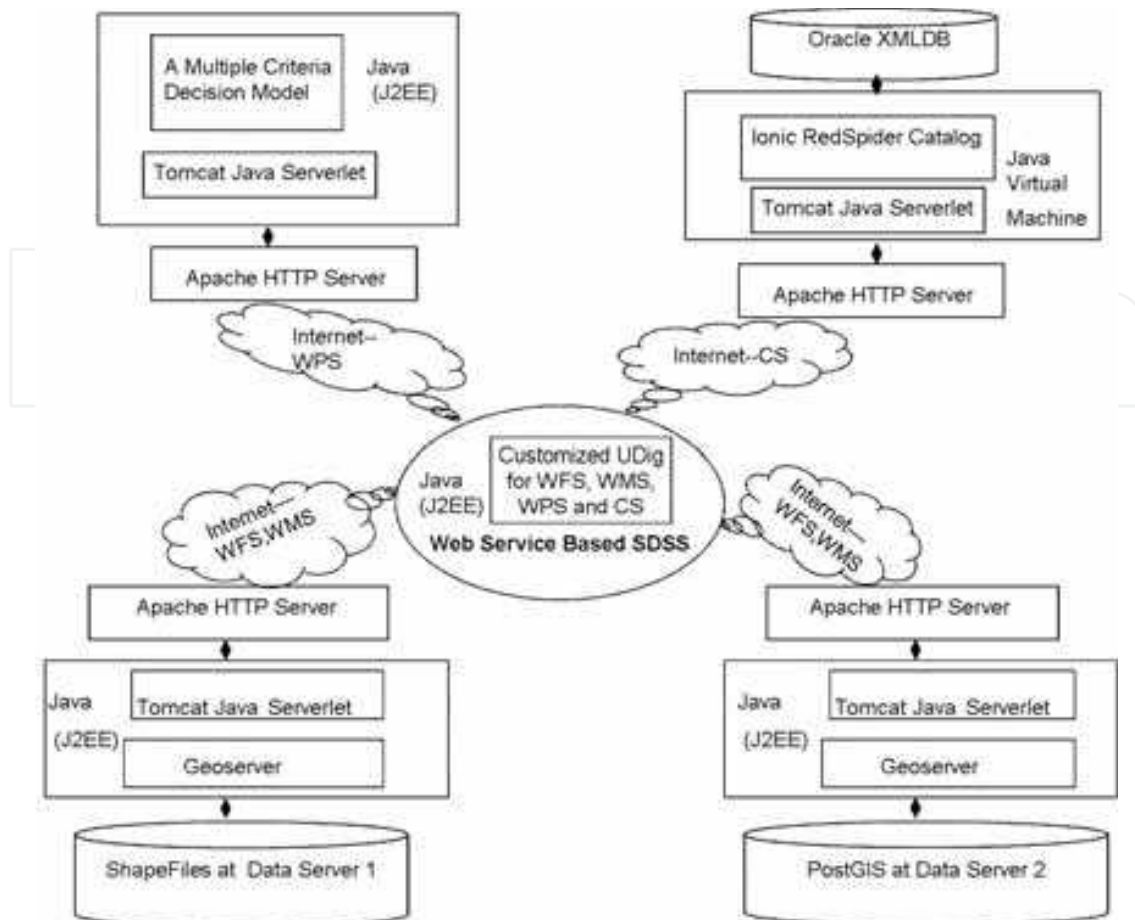 A Multiple Criteria
Decision Model
Java
(J2EE)
Tomcat Java Serverlet
Apache HTTP Server
Internet--
WPS
Oracle XMLDB
Ionic RedSpider Catalog
Java
Virtual
Machine
Tomcat Java Serverlet
Apache HTTP Server
Internet--CS
Java
(J2EE)
Customized UDig
for WFS, WMS,
WPS and CS
Web Service Based SDSS
Internet---
WFS,WMS
Apache HTTP Server
Java
(J2EE)
Tomcat Java Serverlet
Geoserver
ShapeFiles at Data Server 1
Internet---
WFS,WMS
Apache HTTP Server
Java
(J2EE)
Tomcat Java Serverlet
Geoserver
PostGIS at Data Server 2